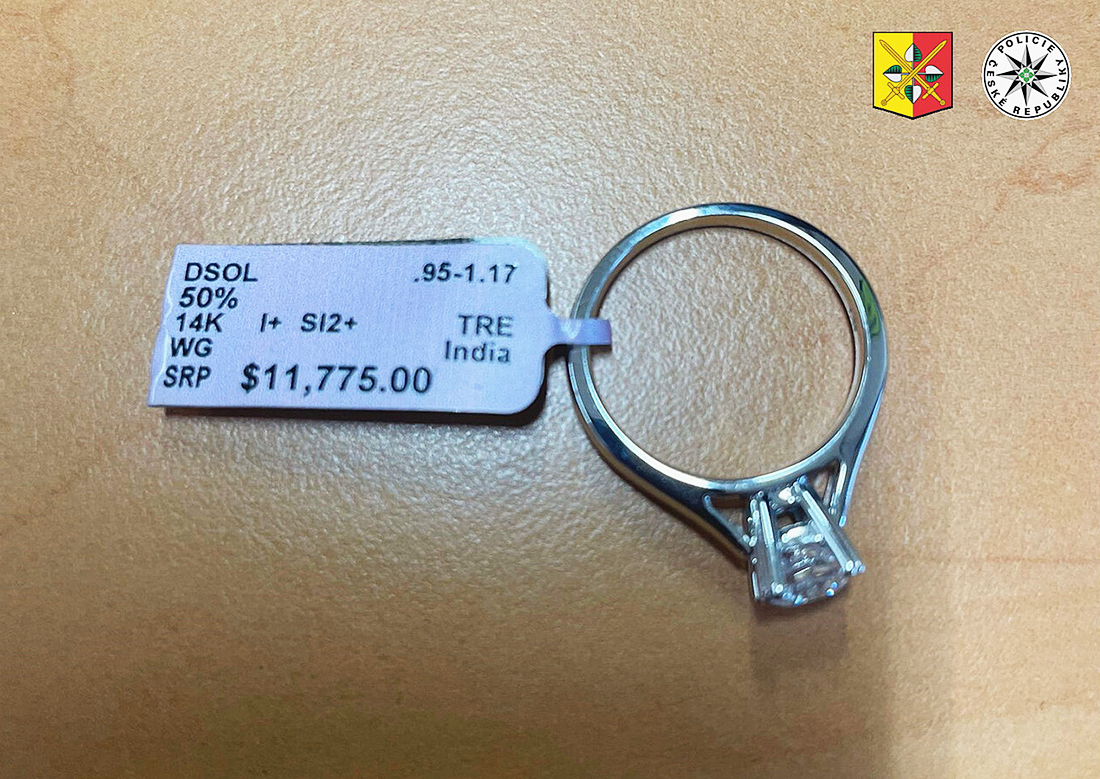 POLICIE
ČESKÉ REPUBLIKY
DSOL .95-1.17
50%
14K I+ SI2+ TRE
WG India
SRP $11,775.00